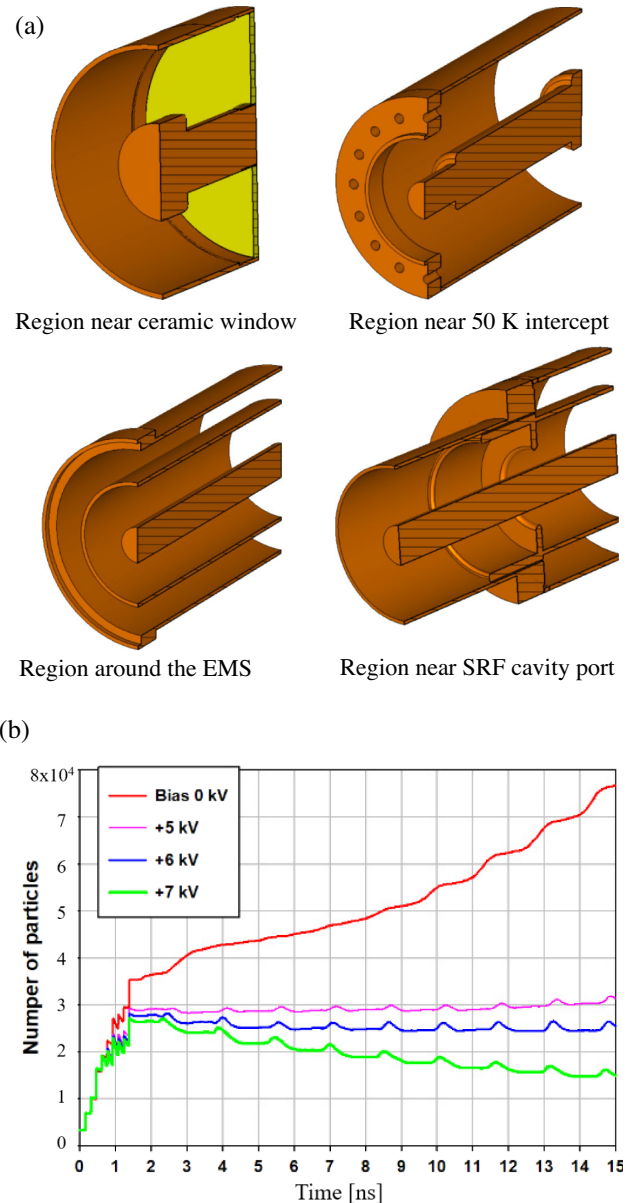 (a)
Region near ceramic window
Region near 50 K intercept
Region around the EMS
Region near SRF cavity port
(b)
8x10⁴
7
6
5
4
3
2
1
0
Numper of particles
Bias 0 kV
+5 kV
+6 kV
+7 kV
0 1 2 3 4 5 6 7 8 9 10 11 12 13 14 15
Time [ns]